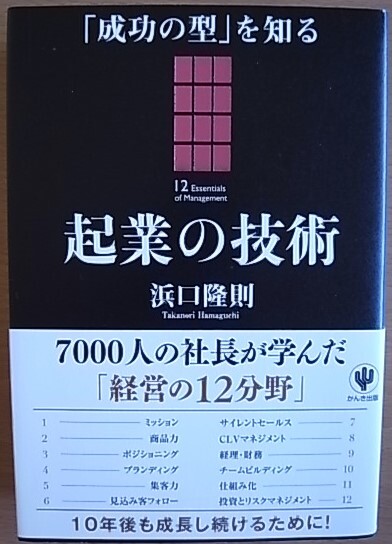 「成功の型」を知る
12 Essentials
of Management
起業の技術
浜口隆則
Takanori Hamaguchi
7000人の社長が学んだ
「経営の12分野」
かんき出版
1 ミッション
2 商品力
3 ポジショニング
4 ブランディング
5 集客力
6 見込み客フォロー
サイレントセールス 7
CLVマネジメント 8
経理・財務 9
チームビルディング 10
仕組み化 11
投資とリスクマネジメント 12
10年後も成長し続けるために!